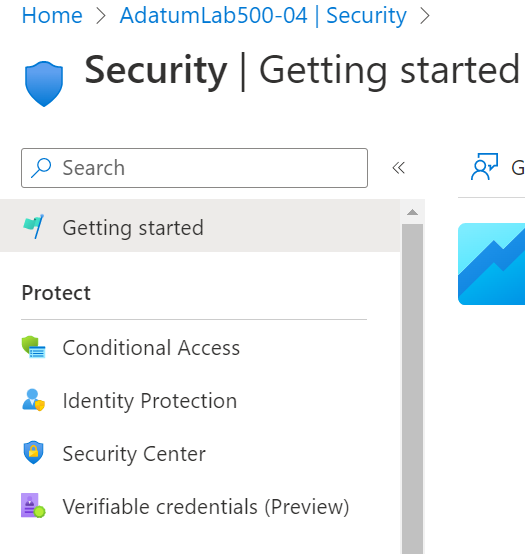 Home > AdatumLab500-04 | Security >
Security | Getting started
Search
«
G
Getting started
Protect
Conditional Access
Identity Protection
Security Center
Verifiable credentials (Preview)